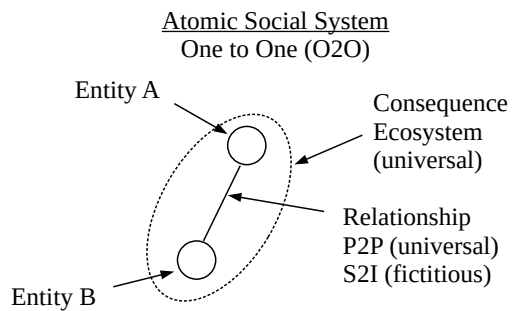 Atomic Social System
One to One (O2O)
Entity A
Consequence
Ecosystem
(universal)
Relationship
P2P (universal)
S2I (fictitious)
Entity B